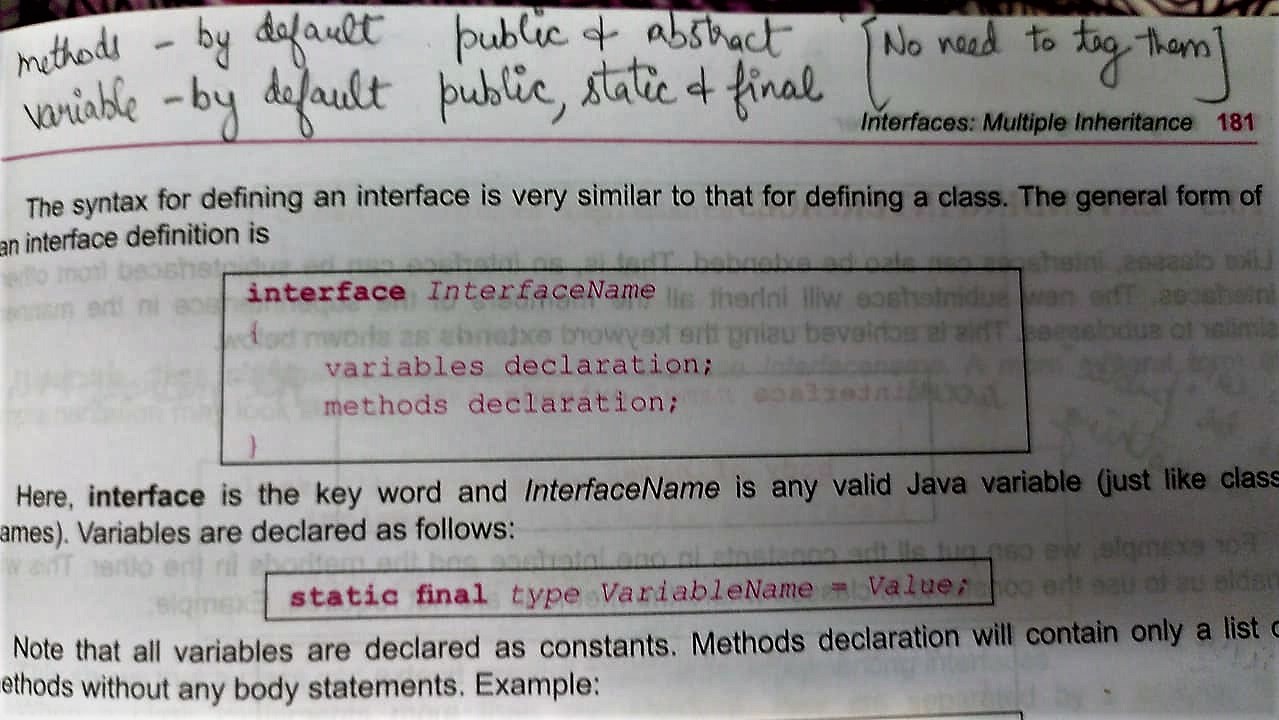 methods - by default public & abstract [No need to tag them]
variable - by default public, static & final
Interfaces: Multiple Inheritance 181
The syntax for defining an interface is very similar to that for defining a class. The general form of
an interface definition is
interface InterfaceName
{
variables declaration;
methods declaration;
}
Here, interface is the key word and InterfaceName is any valid Java variable (just like class
ames). Variables are declared as follows:
static final type VariableName = Value;
Note that all variables are declared as constants. Methods declaration will contain only a list
ethods without any body statements. Example: